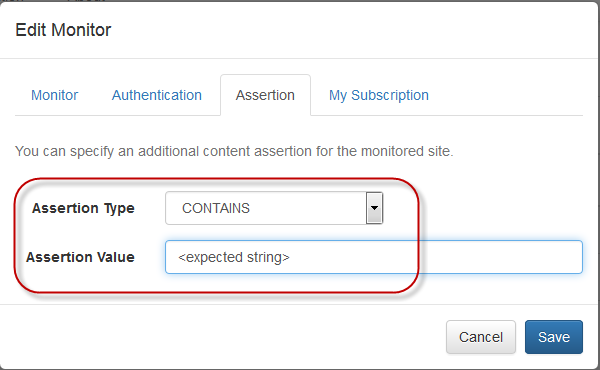 Edit Monitor
Monitor Authentication Assertion My Subscription
You can specify an additional content assertion for the monitored site.
Assertion Type CONTAINS
Assertion Value <expected string>
Cancel Save